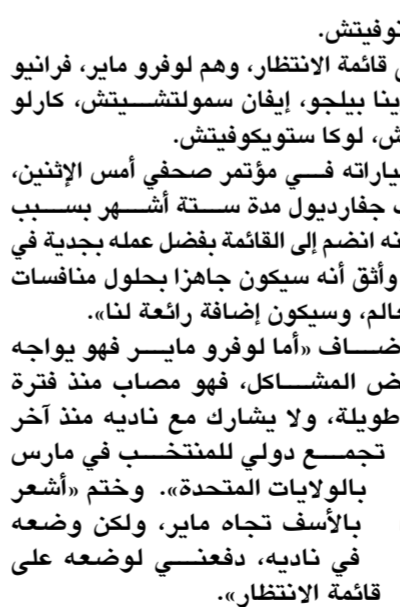 توفيتش.
قائمة الانتظار، وهم لوفرو ماير، فرانيو
ينا بيلجو، إيفان سمولتشيتش، كارلو
ش، لوكا ستويكوفيتش.
ياراته في مؤتمر صحفي أمس الإثنين،
جفارديول مدة ستة أشهر بسبب
نه انضم إلى القائمة بفضل عمله بجدية في
وأثق أنه سيكون جاهزا بحلول منافسات
الم، وسيكون إضافة رائعة لنا».
ضاف «أما لوفرو ماير فهو يواجه
ض المشاكل، فهو مصاب منذ فترة
طويلة، ولا يشارك مع ناديه منذ آخر
تجمع دولي للمنتخب في مارس
بالولايات المتحدة». وختم «أشعر
بالأسف تجاه ماير، ولكن وضعه
في ناديه، دفعني لوضعه على
قائمة الانتظار».